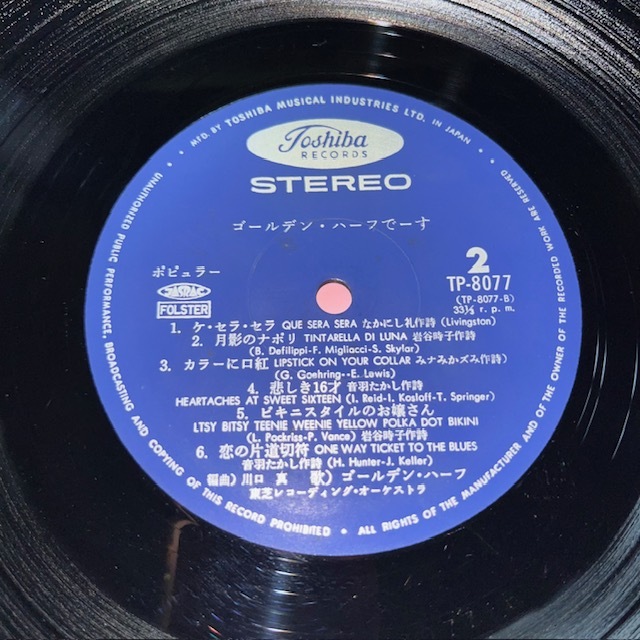 MFD. BY TOSHIBA MUSICAL INDUSTRIES LTD. IN JAPAN
Toshiba
RECORDS
STEREO
ゴールデン・ハーフでーす
ポピュラー
2
TP-8077
(TP-8077-B)
33⅓ r. p. m.
JASRAC
FOLSTER
1. ケ・セラ・セラ QUE SERA SERA なかにし礼作詩 (Livingston)
2. 月影のナポリ TINTARELLA DI LUNA 岩谷時子作詩
(B. Defilippi-F. Migliacci-S. Skylar)
3. カラーに口紅 LIPSTICK ON YOUR COLLAR ミナみカズみ作詩)
(G. Goehring--E. Lewis)
4. 悲しき16才 音羽たかし作詩
HEARTACHES AT SWEET SIXTEEN (I. Reid-I. Kosloff-T. Springer)
5. ビキニスタイルのお嬢さん
LTSY BITSY TEENIE WEENIE YELLOW POLKA DOT BIKINI
(L. Pockriss-P. Vance) 岩谷時子作詩
6. 恋の片道切符 ONE WAY TICKET TO THE BLUES
音羽たかし作詩 (H. Hunter-J. Keller)
編曲) 川口 真 歌) ゴールデン・ハーフ
東芝レコーディング・オーケストラ
UNAUTHORIZED PUBLIC PERFORMANCE, BROADCASTING AND COPYING OF THIS RECORD PROHIBITED • ALL RIGHTS OF THE MANUFACTURER AND OF THE OWNER OF THE RECORDED WORK ARE RESERVED